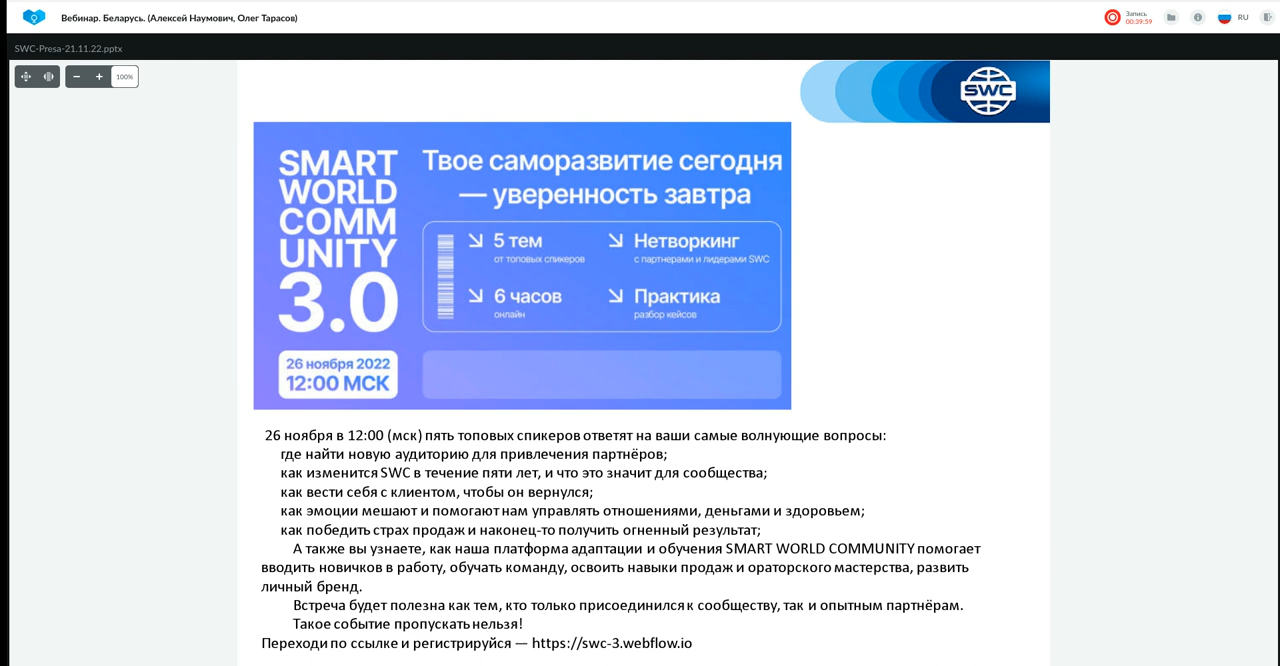 Вебинар. Беларусь. (Алексей Наумович, Олег Тарасов)
Запись
00:39:59
RU
SWC-Presa-21.11.22.pptx
100%
SWC
SMART
WORLD
COMM
UNITY
3.0
26 ноября 2022
12:00 МСК
Твое саморазвитие сегодня
— уверенность завтра
5 тем
от топовых спикеров
Нетворкинг
с партнерами и лидерами SWC
6 часов
онлайн
Практика
разбор кейсов
26 ноября в 12:00 (мск) пять топовых спикеров ответят на ваши самые волнующие вопросы:
где найти новую аудиторию для привлечения партнёров;
как изменится SWC в течение пяти лет, и что это значит для сообщества;
как вести себя с клиентом, чтобы он вернулся;
как эмоции мешают и помогают нам управлять отношениями, деньгами и здоровьем;
как победить страх продаж и наконец-то получить огненный результат;
А также вы узнаете, как наша платформа адаптации и обучения SMART WORLD COMMUNITY помогает
вводить новичков в работу, обучать команду, освоить навыки продаж и ораторского мастерства, развить
личный бренд.
Встреча будет полезна как тем, кто только присоединился к сообществу, так и опытным партнёрам.
Такое событие пропускать нельзя!
Переходи по ссылке и регистрируйся — https://swc-3.webflow.io